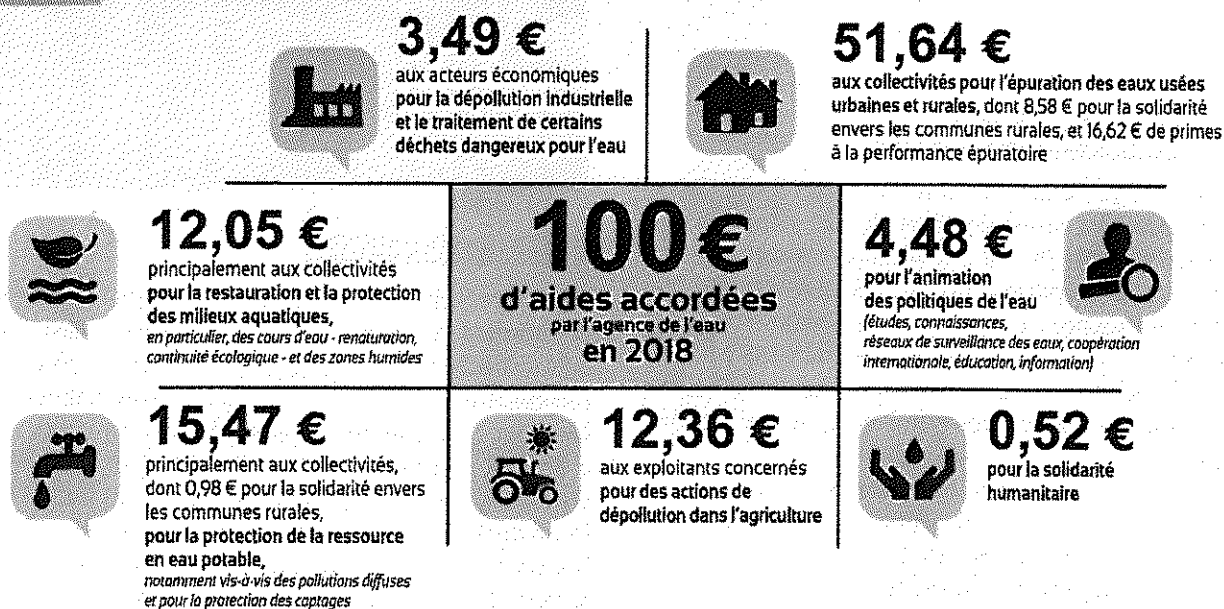 3,49 €
aux acteurs économiques
pour la dépollution industrielle
et le traitement de certains
déchets dangereux pour l'eau
51,64 €
aux collectivités pour l'épuration des eaux usées
urbaines et rurales, dont 8,58 € pour la solidarité
envers les communes rurales, et 16,62 € de primes
à la performance épuratoire
12,05 €
principalement aux collectivités
pour la restauration et la protection
des milieux aquatiques,
en particulier, des cours d'eau - renaturation,
continuité écologique - et des zones humides
100 €
d'aides accordées
par l'agence de l'eau
en 2018
4,48 €
pour l'animation
des politiques de l'eau
(études, connaissances,
réseaux de surveillance des eaux, coopération
internationale, éducation, information)
15,47 €
principalement aux collectivités,
dont 0,98 € pour la solidarité envers
les communes rurales,
pour la protection de la ressource
en eau potable,
notamment vis-à-vis des pollutions diffuses
et pour la protection des captages
12,36 €
aux exploitants concernés
pour des actions de
dépollution dans l'agriculture
0,52 €
pour la solidarité
humanitaire